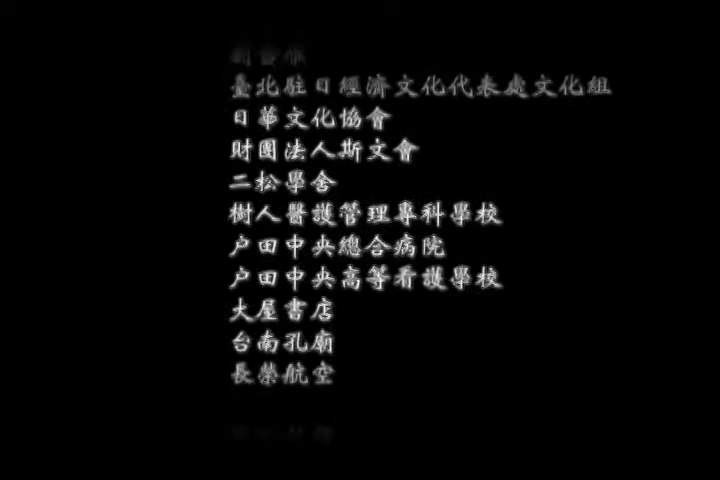 臺北駐日經濟文化代表處文化組
日華文化協會
財團法人斯文會
二松學舍
樹人醫護管理專科學校
戶田中央總合病院
戶田中央高等看護學校
大屋書店
台南孔廟
長榮航空